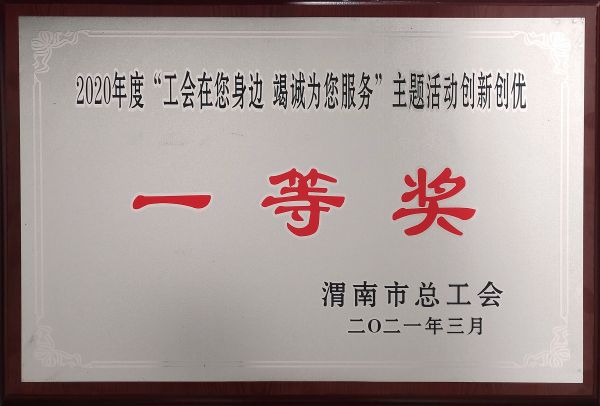 2020年度“工会在您身边 竭诚为您服务”主题活动创新创优
一等奖
渭南市总工会
二〇二一年三月